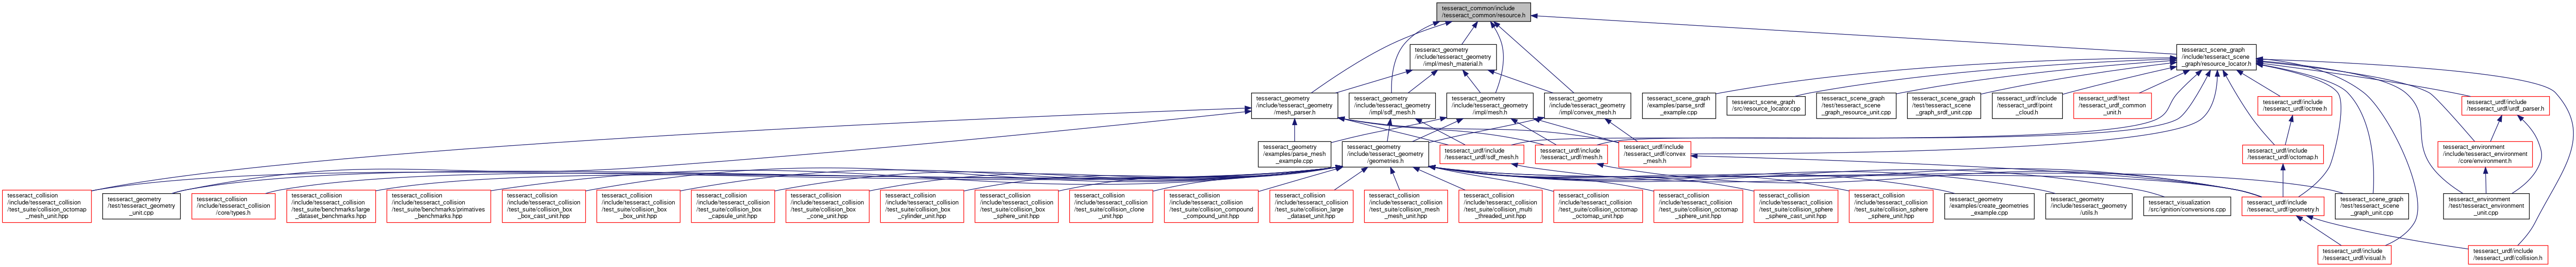 tesseract_common/include
/tesseract_common/resource.h
tesseract_geometry
/include/tesseract_geometry
/impl/mesh_material.h
tesseract_scene_graph
/include/tesseract_scene
_graph/resource_locator.h
tesseract_geometry
/include/tesseract_geometry
/mesh_parser.h
tesseract_geometry
/include/tesseract_geometry
/impl/sdf_mesh.h
tesseract_geometry
/include/tesseract_geometry
/impl/mesh.h
tesseract_geometry
/include/tesseract_geometry
/impl/convex_mesh.h
tesseract_scene_graph
/examples/parse_srdf
_example.cpp
tesseract_scene_graph
/src/resource_locator.cpp
tesseract_scene_graph
/test/tesseract_scene
_graph_resource_unit.cpp
tesseract_scene_graph
/test/tesseract_scene
_graph_srdf_unit.cpp
tesseract_urdf/include
/tesseract_urdf/point
_cloud.h
tesseract_urdf/test
/tesseract_urdf_common
_unit.h
tesseract_urdf/include
/tesseract_urdf/octree.h
tesseract_urdf/include
/tesseract_urdf/urdf_parser.h
tesseract_geometry
/examples/parse_mesh
_example.cpp
tesseract_geometry
/include/tesseract_geometry
/geometries.h
tesseract_urdf/include
/tesseract_urdf/sdf_mesh.h
tesseract_urdf/include
/tesseract_urdf/mesh.h
tesseract_urdf/include
/tesseract_urdf/convex
_mesh.h
tesseract_urdf/include
/tesseract_urdf/octomap.h
tesseract_environment
/include/tesseract_environment
/core/environment.h
tesseract_collision
/include/tesseract_collision
/test_suite/collision_octomap
_mesh_unit.hpp
tesseract_geometry
/test/tesseract_geometry
_unit.cpp
tesseract_collision
/include/tesseract_collision
/core/types.h
tesseract_collision
/include/tesseract_collision
/test_suite/benchmarks/large
_dataset_benchmarks.hpp
tesseract_collision
/include/tesseract_collision
/test_suite/benchmarks/primatives
_benchmarks.hpp
tesseract_collision
/include/tesseract_collision
/test_suite/collision_box
_box_cast_unit.hpp
tesseract_collision
/include/tesseract_collision
/test_suite/collision_box
_box_unit.hpp
tesseract_collision
/include/tesseract_collision
/test_suite/collision_box
_capsule_unit.hpp
tesseract_collision
/include/tesseract_collision
/test_suite/collision_box
_cone_unit.hpp
tesseract_collision
/include/tesseract_collision
/test_suite/collision_box
_cylinder_unit.hpp
tesseract_collision
/include/tesseract_collision
/test_suite/collision_box
_sphere_unit.hpp
tesseract_collision
/include/tesseract_collision
/test_suite/collision_clone
_unit.hpp
tesseract_collision
/include/tesseract_collision
/test_suite/collision_compound
_compound_unit.hpp
tesseract_collision
/include/tesseract_collision
/test_suite/collision_large
_dataset_unit.hpp
tesseract_collision
/include/tesseract_collision
/test_suite/collision_mesh
_mesh_unit.hpp
tesseract_collision
/include/tesseract_collision
/test_suite/collision_multi
_threaded_unit.hpp
tesseract_collision
/include/tesseract_collision
/test_suite/collision_octomap
_octomap_unit.hpp
tesseract_collision
/include/tesseract_collision
/test_suite/collision_octomap
_sphere_unit.hpp
tesseract_collision
/include/tesseract_collision
/test_suite/collision_sphere
_sphere_cast_unit.hpp
tesseract_collision
/include/tesseract_collision
/test_suite/collision_sphere
_sphere_unit.hpp
tesseract_geometry
/examples/create_geometries
_example.cpp
tesseract_geometry
/include/tesseract_geometry
/utils.h
tesseract_visualization
/src/ignition/conversions.cpp
tesseract_urdf/include
/tesseract_urdf/geometry.h
tesseract_scene_graph
/test/tesseract_scene
_graph_unit.cpp
tesseract_environment
/test/tesseract_environment
_unit.cpp
tesseract_urdf/include
/tesseract_urdf/visual.h
tesseract_urdf/include
/tesseract_urdf/collision.h